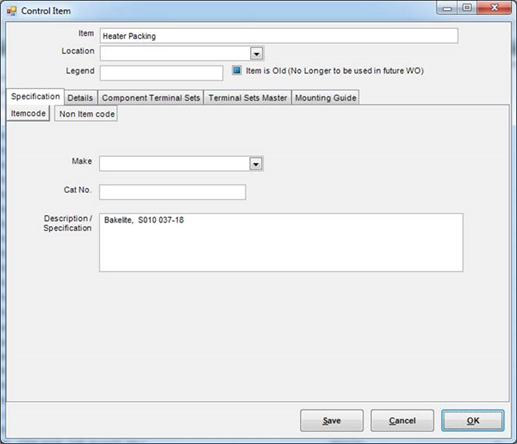 Control Item
Item Heater Packing
Location
Legend Item is Old (No Longer to be used in future WO)
Specification Details Component Terminal Sets Terminal Sets Master Mounting Guide
Itemcode Non Item code
Make
Cat No.
Description /
Specification
Bakelite, S010 037-18
Save Cancel OK